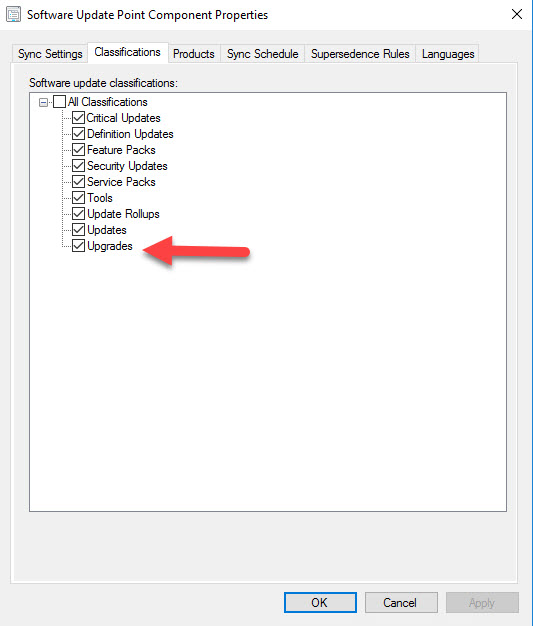 Software Update Point Component Properties
Sync Settings Classifications Products Sync Schedule Supersedence Rules Languages
Software update classifications:
All Classifications
Critical Updates
Definition Updates
Feature Packs
Security Updates
Service Packs
Tools
Update Rollups
Updates
Upgrades
OK Cancel Apply